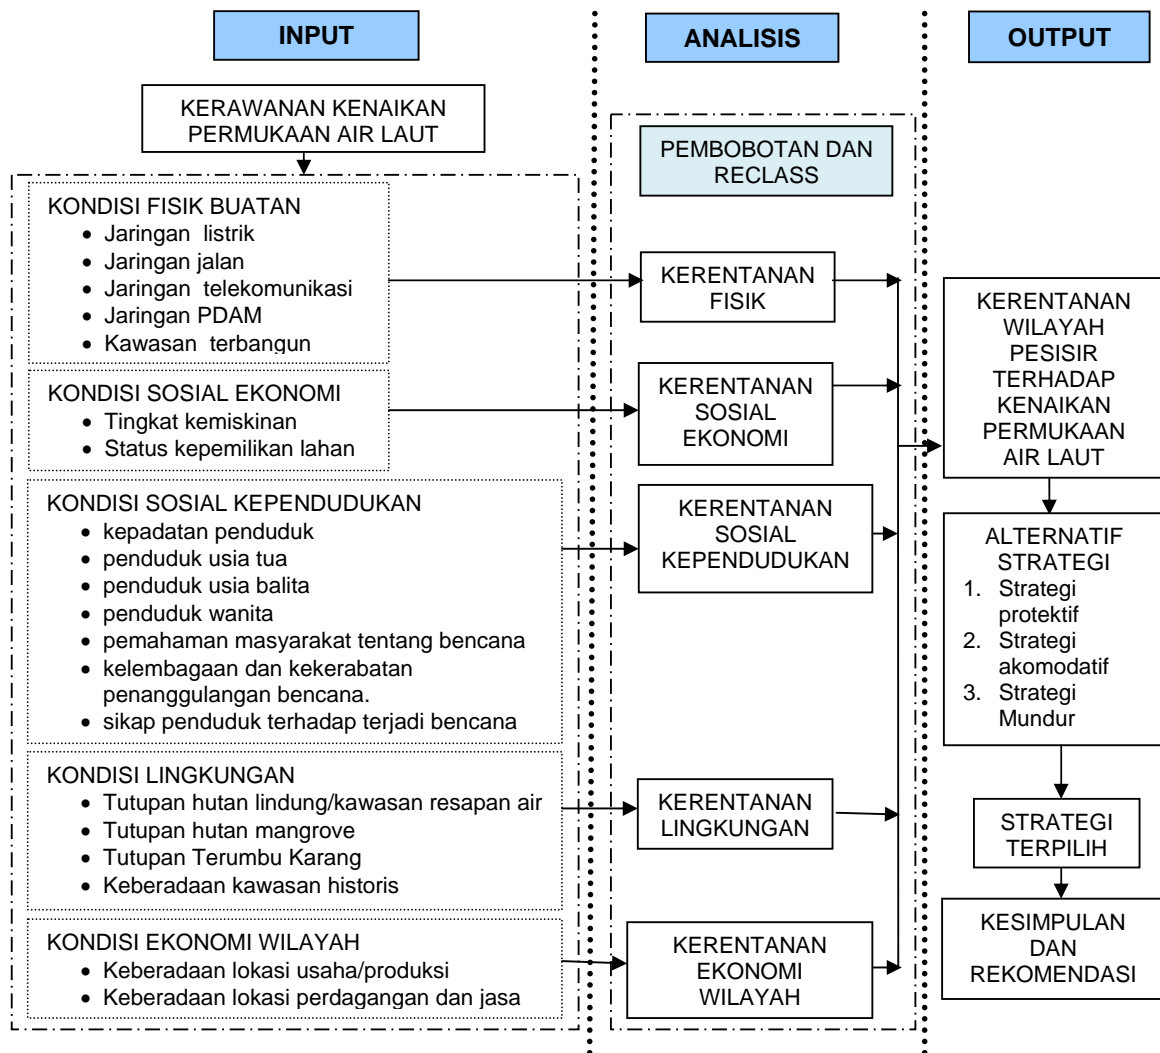 INPUT
ANALISIS
OUTPUT
KERAWANAN KENAIKAN
PERMUKAAN AIR LAUT
KONDISI FISIK BUATAN
• Jaringan listrik
• Jaringan jalan
• Jaringan telekomunikasi
• Jaringan PDAM
• Kawasan terbangun
KONDISI SOSIAL EKONOMI
• Tingkat kemiskinan
• Status kepemilikan lahan
KONDISI SOSIAL KEPENDUDUKAN
• kepadatan penduduk
• penduduk usia tua
• penduduk usia balita
• penduduk wanita
• pemahaman masyarakat tentang bencana
• kelembagaan dan kekerabatan
penanggulangan bencana.
• sikap penduduk terhadap terjadi bencana
KONDISI LINGKUNGAN
• Tutupan hutan lindung/kawasan resapan air
• Tutupan hutan mangrove
• Tutupan Terumbu Karang
• Keberadaan kawasan historis
KONDISI EKONOMI WILAYAH
• Keberadaan lokasi usaha/produksi
• Keberadaan lokasi perdagangan dan jasa
PEMBOBOTAN DAN
RECLASS
KERENTANAN
FISIK
KERENTANAN
SOSIAL
EKONOMI
KERENTANAN
SOSIAL
KEPENDUDUKAN
KERENTANAN
LINGKUNGAN
KERENTANAN
EKONOMI
WILAYAH
KERENTANAN
WILAYAH
PESISIR
TERHADAP
KENAIKAN
PERMUKAAN
AIR LAUT
ALTERNATIF
STRATEGI
1. Strategi
protektif
2. Strategi
akomodatif
3. Strategi
Mundur
STRATEGI
TERPILIH
KESIMPULAN
DAN
REKOMENDASI